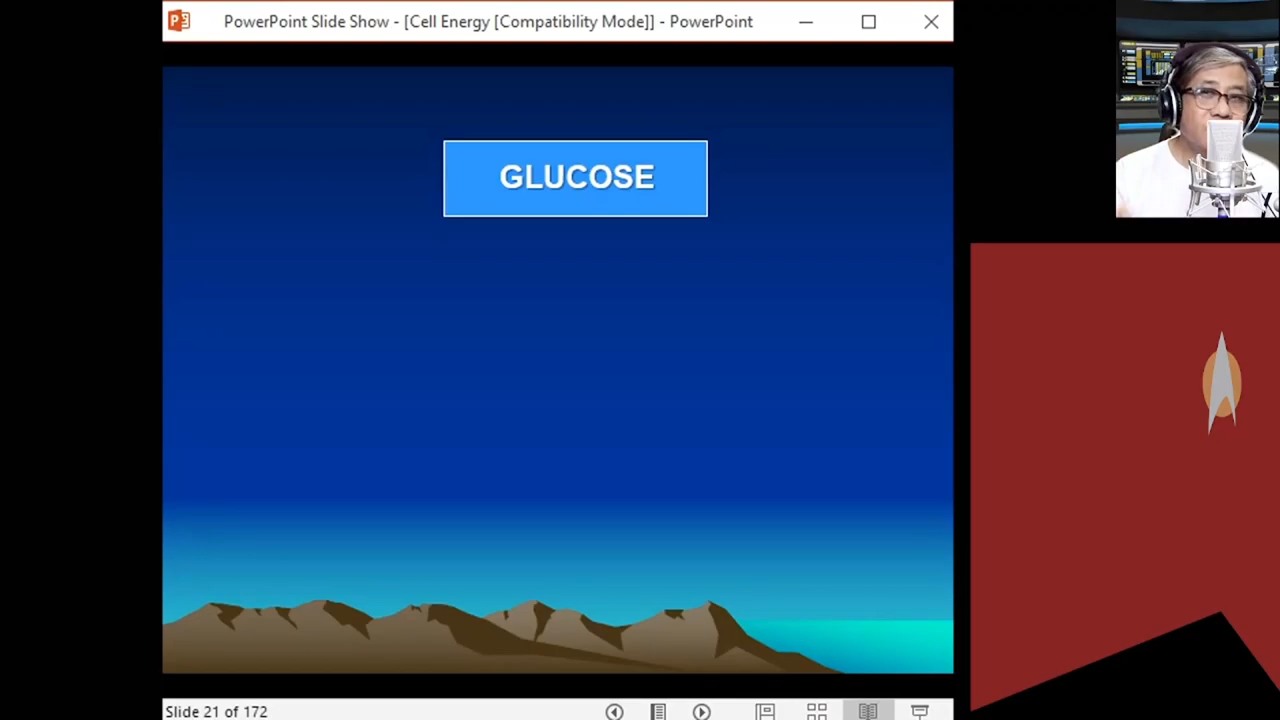 PowerPoint Slide Show - [Cell Energy [Compatibility Mode]] - PowerPoint
GLUCOSE
Slide 21 of 172